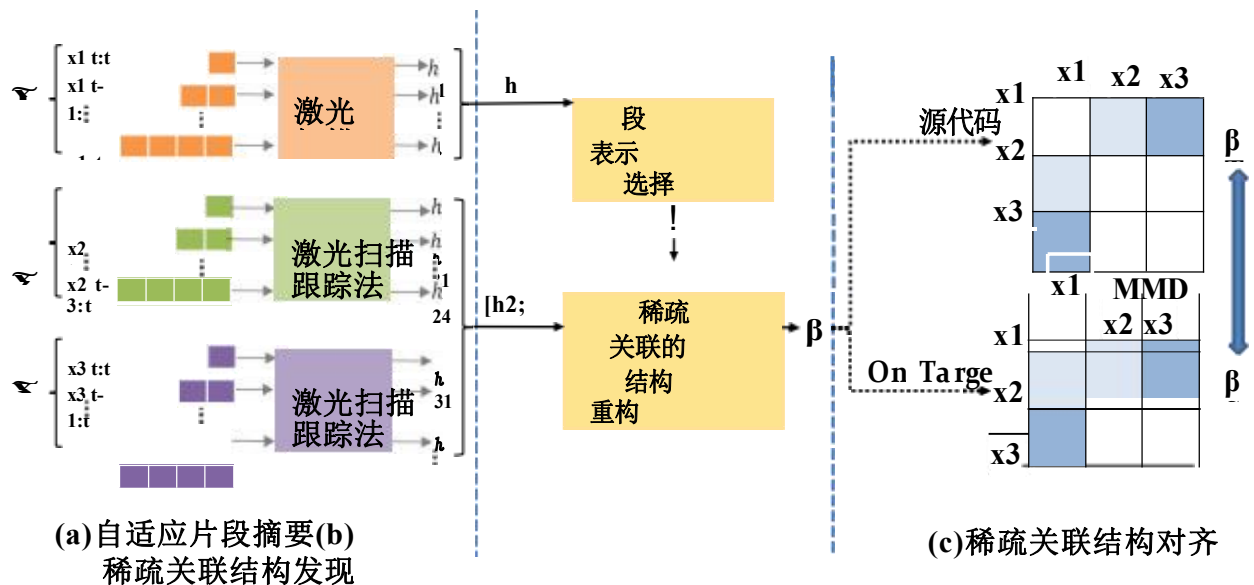 x1 t:t
x1 t-
1:
激光
h
h
1
h
h
x2
x2 t-
3:t
激光扫描
跟踪法
h
h
1
h
24
[h2;
x3 t:t
x3 t-
1:t
激光扫描
跟踪法
h
31
h
段
表示
选择
!
稀疏
关联的
结构
重构
β
源代码
On Targe
x1 x2 x3
x1
x2
x3
β
MMD
x1
x2 x3
x1
x2
x3
β
(a)自适应片段摘要(b)
稀疏关联结构发现
(c)稀疏关联结构对齐